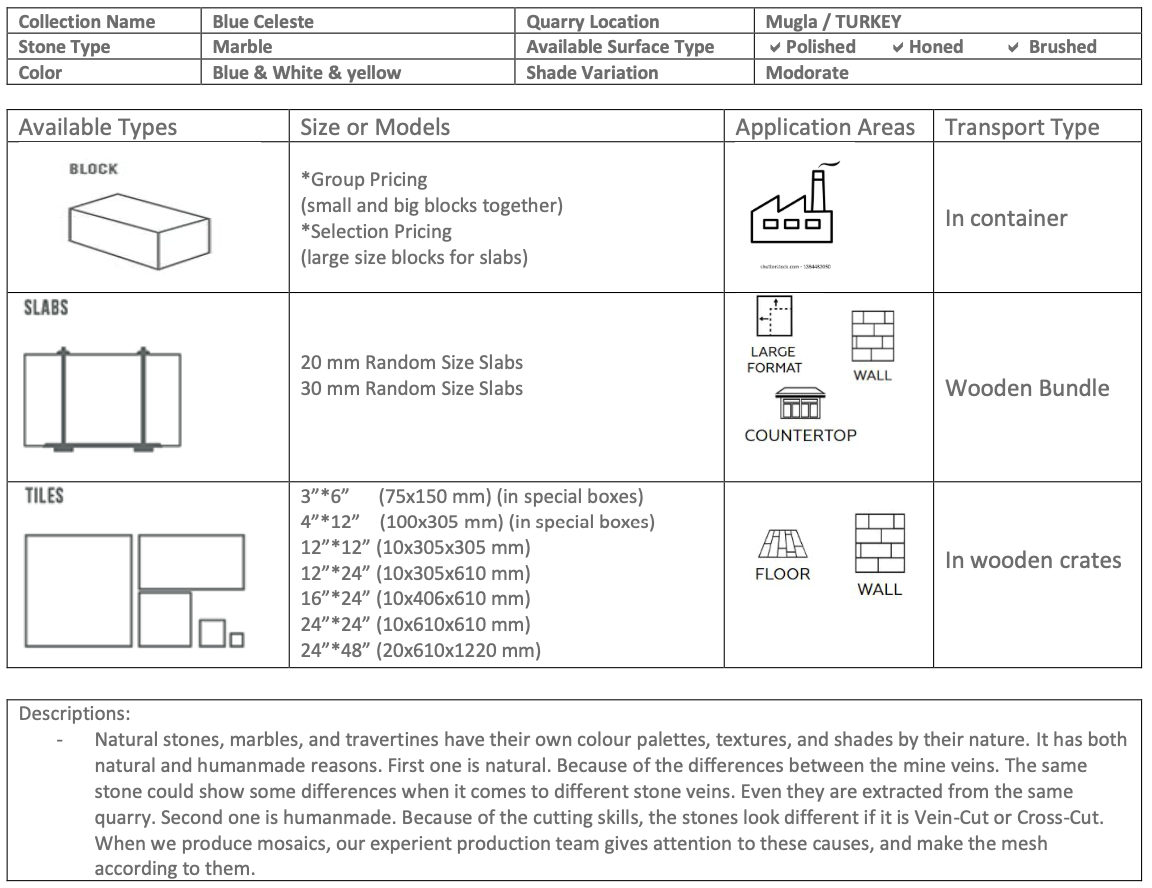 Collection Name Blue Celeste Quarry Location Mugla / TURKEY
Stone Type Marble Available Surface Type ✓ Polished ✓ Honed ✓ Brushed
Color Blue & White & yellow Shade Variation Modorate
Available Types Size or Models Application Areas Transport Type
BLOCK
*Group Pricing
(small and big blocks together)
*Selection Pricing
(large size blocks for slabs)
shutterstock.com ·
In container
SLABS
20 mm Random Size Slabs
30 mm Random Size Slabs
LARGE
FORMAT
WALL
COUNTERTOP
Wooden Bundle
TILES
3”*6” (75x150 mm) (in special boxes)
4”*12” (100x305 mm) (in special boxes)
12”*12” (10x305x305 mm)
12”*24” (10x305x610 mm)
16”*24” (10x406x610 mm)
24”*24” (10x610x610 mm)
24”*48” (20x610x1220 mm)
FLOOR
WALL
In wooden crates
Descriptions:
- Natural stones, marbles, and travertines have their own colour palettes, textures, and shades by their nature. It has both
natural and humanmade reasons. First one is natural. Because of the differences between the mine veins. The same
stone could show some differences when it comes to different stone veins. Even they are extracted from the same
quarry. Second one is humanmade. Because of the cutting skills, the stones look different if it is Vein-Cut or Cross-Cut.
When we produce mosaics, our experient production team gives attention to these causes, and make the mesh
according to them.